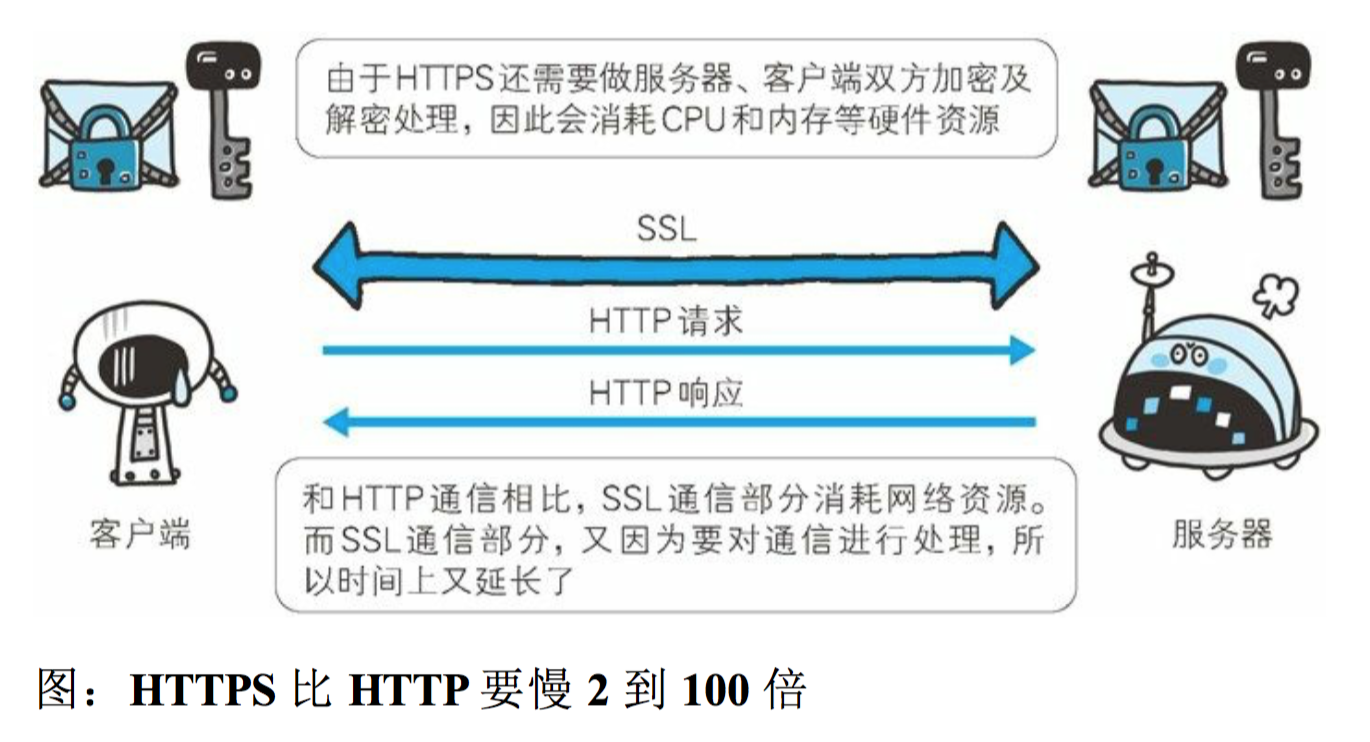 由于HTTPS还需要做服务器、客户端双方加密及
解密处理，因此会消耗CPU和内存等硬件资源
SSL
HTTP请求
HTTP响应
客户端
服务器
和HTTP通信相比，SSL通信部分消耗网络资源。
而SSL通信部分，又因为要对通信进行处理，所
以时间上又延长了
图：HTTPS 比 HTTP 要慢 2 到 100 倍